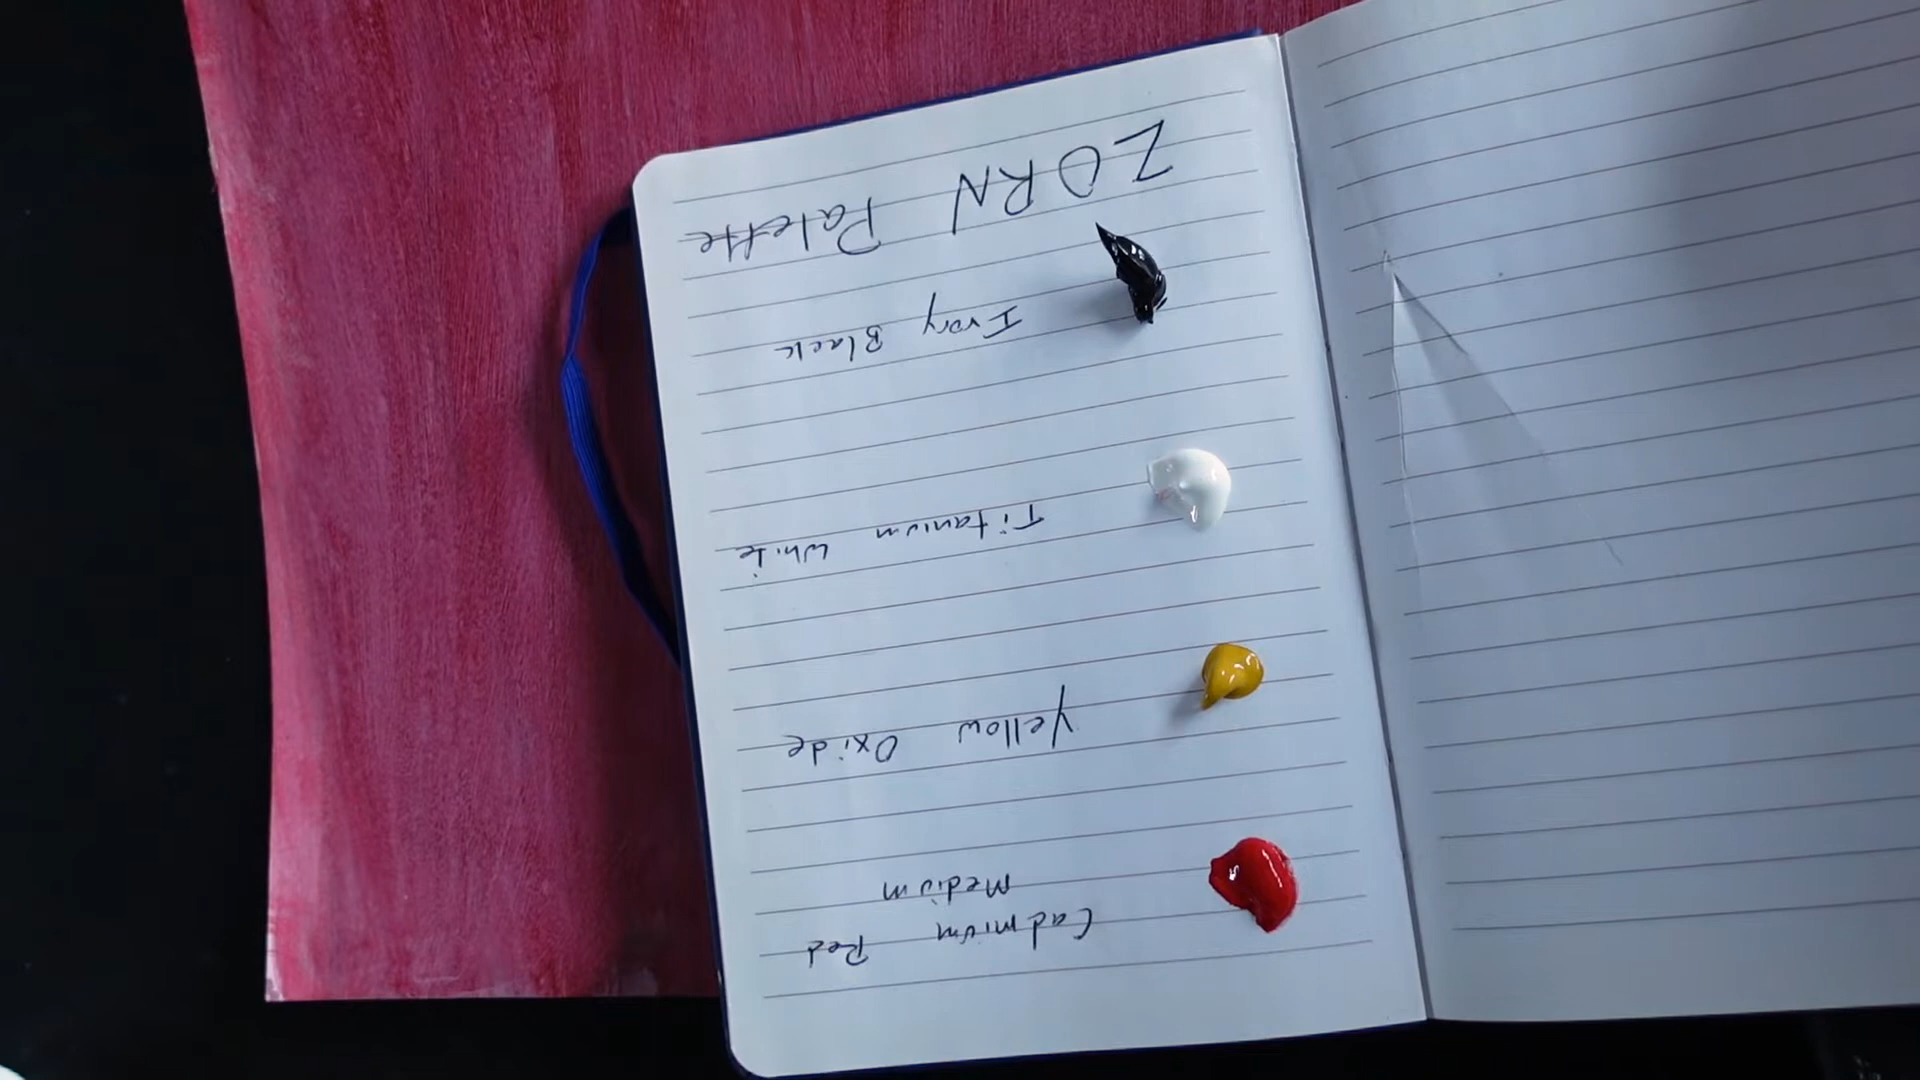 Cadmium Red
Medium
Yellow Oxide
Titanium White
Ivory Black
ZORN Palette